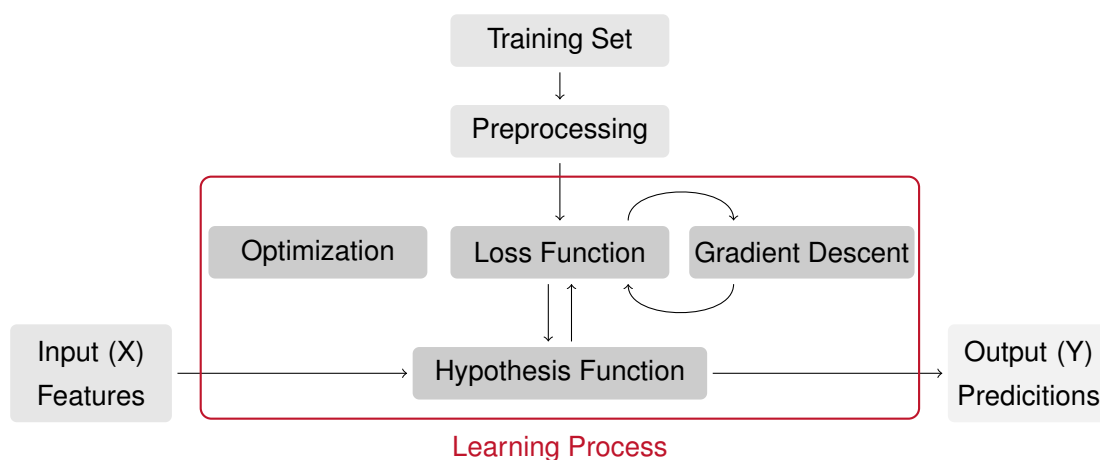 Training Set
Preprocessing
Optimization
Loss Function
Gradient Descent
Input (X)
Features
Hypothesis Function
Output (Y)
Predicitions
Learning Process